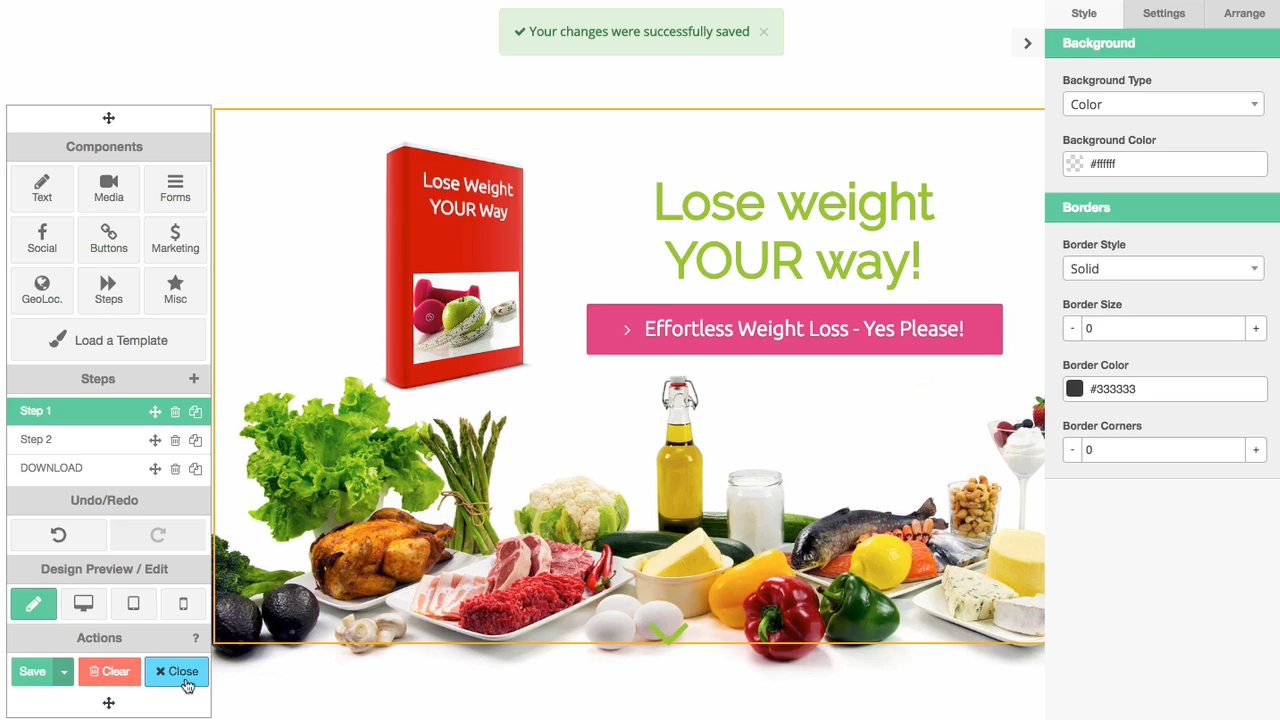 Your changes were successfully saved ×
Components
Text
Media
Forms
Social
Buttons
Marketing
GeoLoc.
Steps
Misc
Load a Template
Steps +
Step 1
Step 2
DOWNLOAD
Undo/Redo
Design Preview / Edit
Actions ?
Save
Clear
Close
Lose Weight
YOUR Way
Lose weight
YOUR way!
Effortless Weight Loss - Yes Please!
Style
Settings
Arrange
Background
Background Type
Color
Background Color
#ffffff
Borders
Border Style
Solid
Border Size
- 0 +
Border Color
#333333
Border Corners
- 0 +